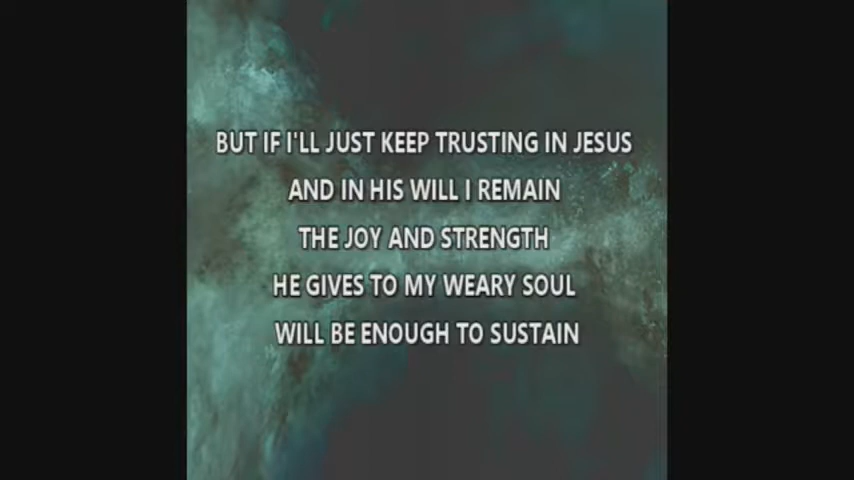 BUT IF I'LL JUST KEEP TRUSTING IN JESUS
AND IN HIS WILL I REMAIN
THE JOY AND STRENGTH
HE GIVES TO MY WEARY SOUL
WILL BE ENOUGH TO SUSTAIN